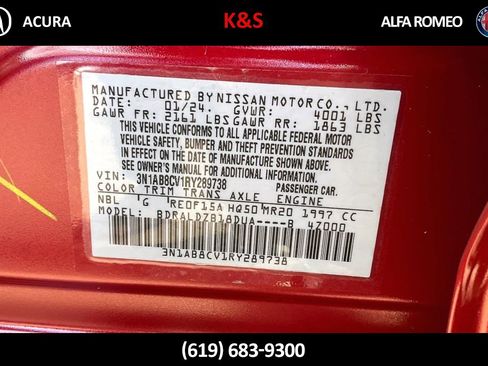 ACURA K&S ALFA ROMEO
MANUFACTURED BY NISSAN MOTOR CO., LTD.
DATE: 01/24. GVWR: 4001 LBS
GAWR FR: 2161 LBS GAWR RR: 1863 LBS
THIS VEHICLE CONFORMS TO ALL APPLICABLE FEDERAL MOTOR
VEHICLE SAFETY, BUMPER AND THEFT PREVENTION STANDARDS
IN EFFECT ON THE DATE OF MANUFACTURE SHOWN ABOVE.
SEE OWNER'S MANUAL FOR ADDITIONAL INFORMATION.
VIN: 3N1AB8CV1RY289738 PASSENGER CAR.
COLOR TRIM TRANS AXLE ENGINE
NBL G RE0F15A HQ50 MR20 1997 CC
MODEL: BDRALDZB18DUA----B 47000
3N1AB8CV1RY289738
(619) 683-9300